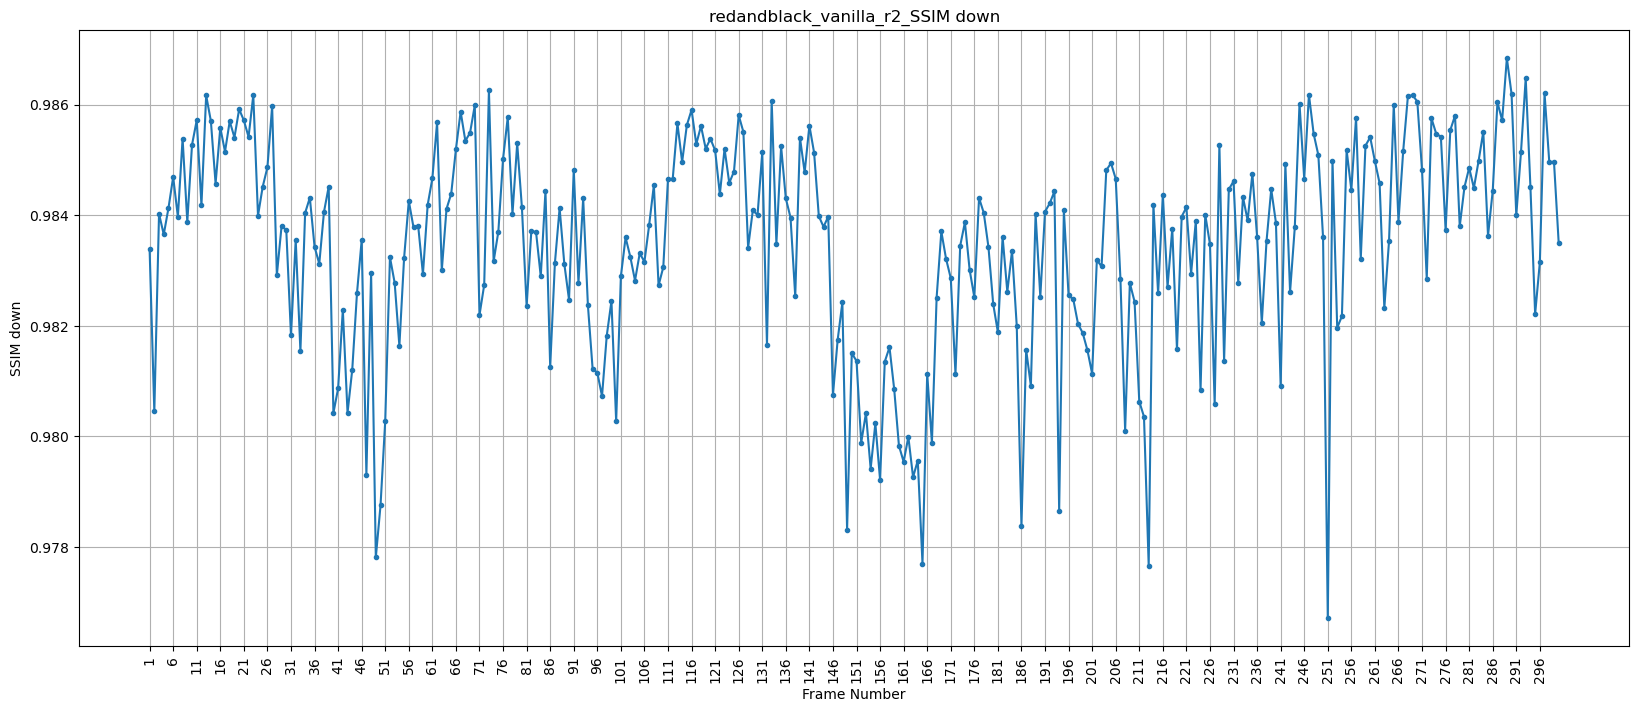 redandblack_vanilla_r2_SSIM down
SSIM down
0.986
0.984
0.982
0.980
0.978
1 6 11 16 21 26 31 36 41 46 51 56 61 66 71 76 81 86 91 96 101 106 111 116 121 126 131 136 141 146 151 156 161 166 171 176 181 186 191 196 201 206 211 216 221 226 231 236 241 246 251 256 261 266 271 276 281 286 291 296
Frame Number